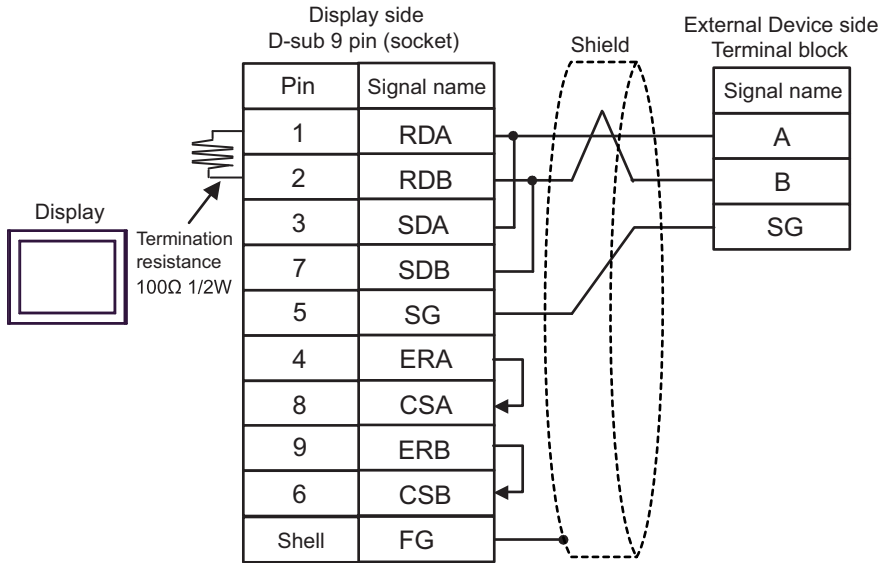 Display side
D-sub 9 pin (socket)
Shield
External Device side
Terminal block
Pin Signal name
1 RDA
2 RDB
3 SDA
7 SDB
5 SG
4 ERA
8 CSA
9 ERB
6 CSB
Shell FG
Signal name
A
B
SG
Display
Termination
resistance
100Ω 1/2W